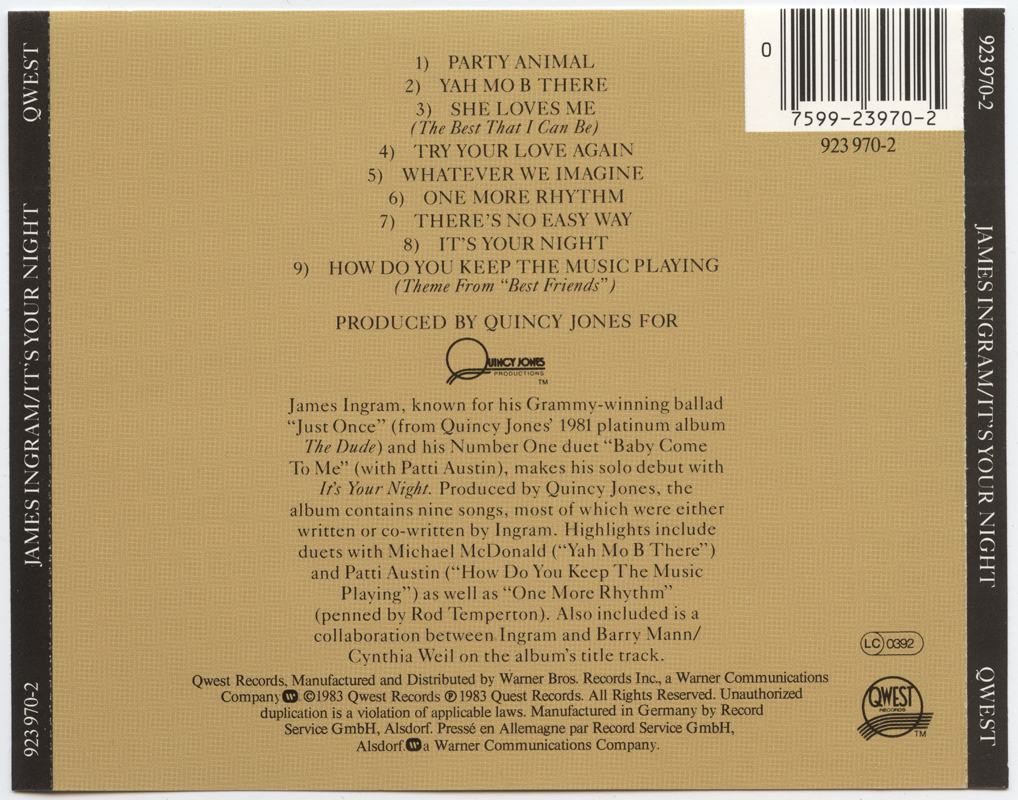 QWEST
JAMES INGRAM/IT'S YOUR NIGHT
923 970-2
1) PARTY ANIMAL
2) YAH MO B THERE
3) SHE LOVES ME
(The Best That I Can Be)
4) TRY YOUR LOVE AGAIN
5) WHATEVER WE IMAGINE
6) ONE MORE RHYTHM
7) THERE'S NO EASY WAY
8) IT'S YOUR NIGHT
9) HOW DO YOU KEEP THE MUSIC PLAYING
(Theme From "Best Friends")
0
7599-23970-2
923 970-2
PRODUCED BY QUINCY JONES FOR
QUINCY JONES
PRODUCTIONS
TM
James Ingram, known for his Grammy-winning ballad
"Just Once" (from Quincy Jones' 1981 platinum album
The Dude) and his Number One duet "Baby Come
To Me" (with Patti Austin), makes his solo debut with
It's Your Night. Produced by Quincy Jones, the
album contains nine songs, most of which were either
written or co-written by Ingram. Highlights include
duets with Michael McDonald ("Yah Mo B There")
and Patti Austin ("How Do You Keep The Music
Playing") as well as "One More Rhythm"
(penned by Rod Temperton). Also included is a
collaboration between Ingram and Barry Mann/
Cynthia Weil on the album's title track.
Qwest Records, Manufactured and Distributed by Warner Bros. Records Inc., a Warner Communications
Company ©1983 Qwest Records ℗ 1983 Quest Records. All Rights Reserved. Unauthorized
duplication is a violation of applicable laws. Manufactured in Germany by Record
Service GmbH, Alsdorf. Pressé en Allemagne par Record Service GmbH,
Alsdorf. a Warner Communications Company.
LC 0392
QWEST
RECORDS
TM
923 970-2
JAMES INGRAM/IT'S YOUR NIGHT
QWEST